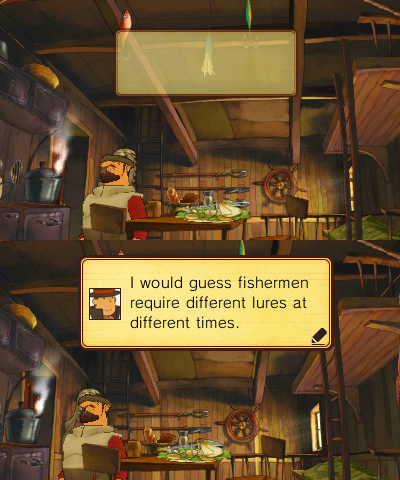 I would guess fishermen
require different lures at
different times.